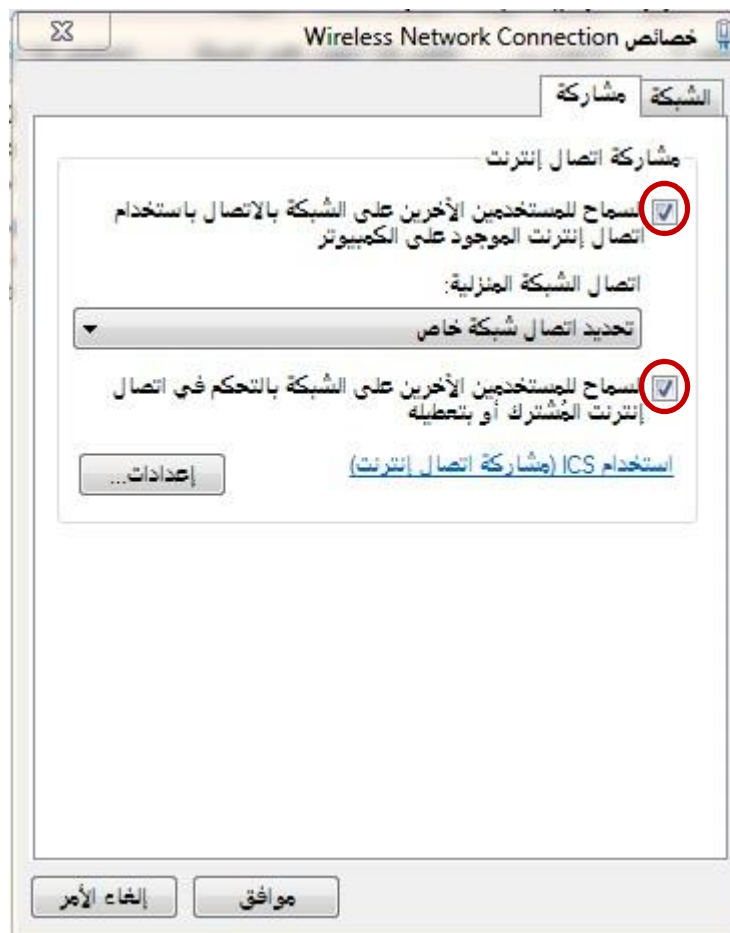 خصائص Wireless Network Connection
الشبكة
مشاركة
مشاركة اتصال إنترنت
السماح للمستخدمين الآخرين على الشبكة بالاتصال باستخدام
اتصال إنترنت الموجود على الكمبيوتر
اتصال الشبكة المنزلية:
تحديد اتصال شبكة خاص
السماح للمستخدمين الآخرين على الشبكة بالتحكم في اتصال
إنترنت المُشترك أو بتعطيله
استخدام ICS (مشاركة اتصال إنترنت)
إعدادات...
موافق
إلغاء الأمر